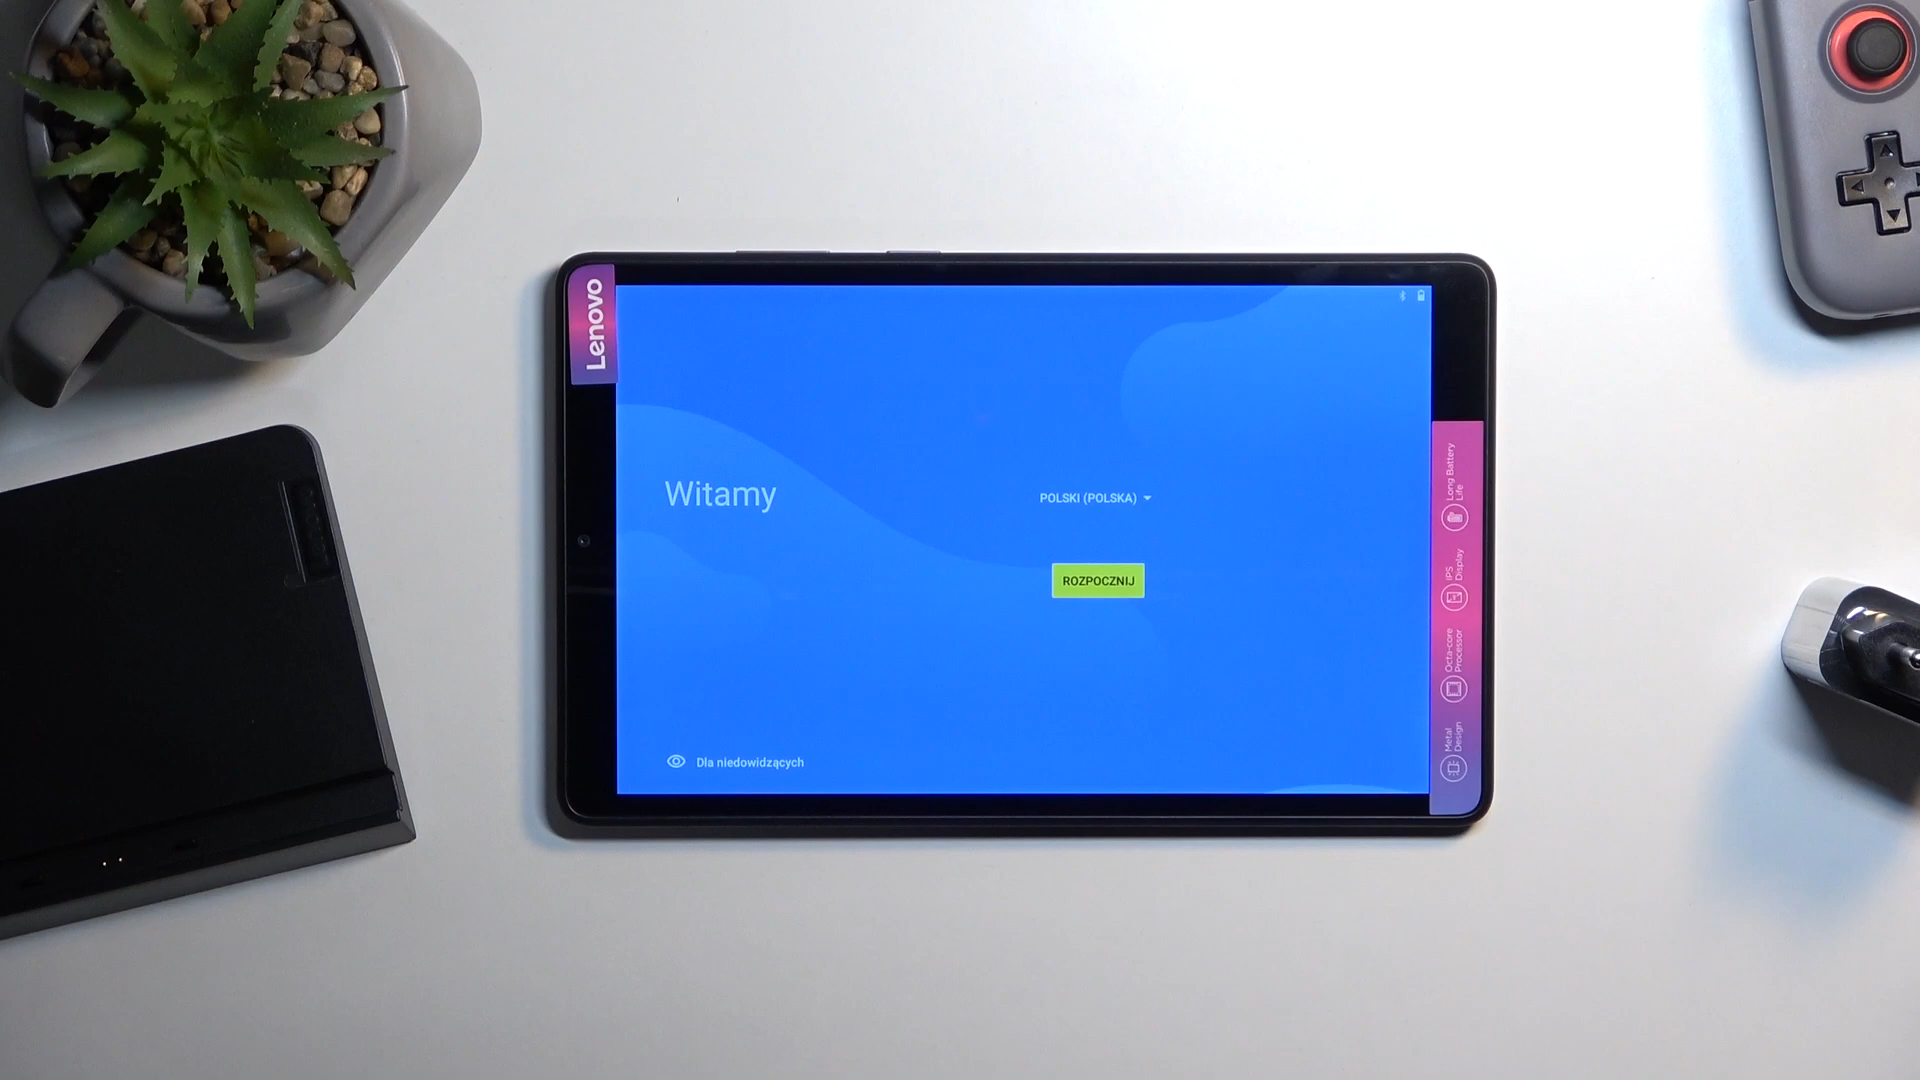 Lenovo
Witamy
POLSKI (POLSKA)
ROZPOCZNIJ
Dla niedowidzących
Long Battery
Life
IPS
Display
Octa-core
Processor
Metal
Design